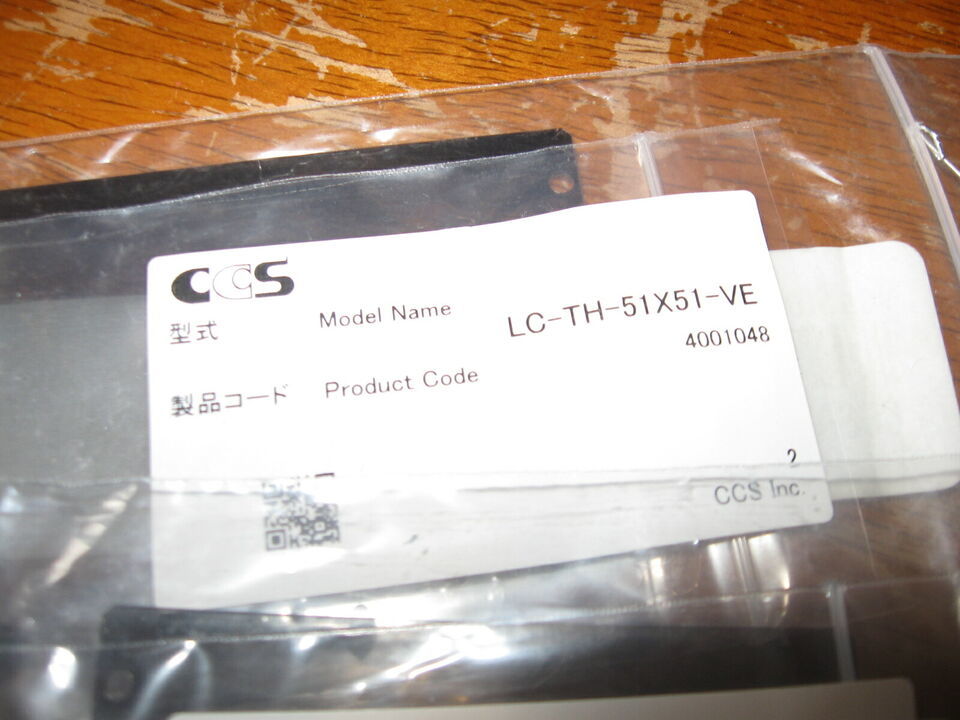 CCS
型式 Model Name LC-TH-51X51-VE
4001048
製品コード Product Code
2
CCS Inc.